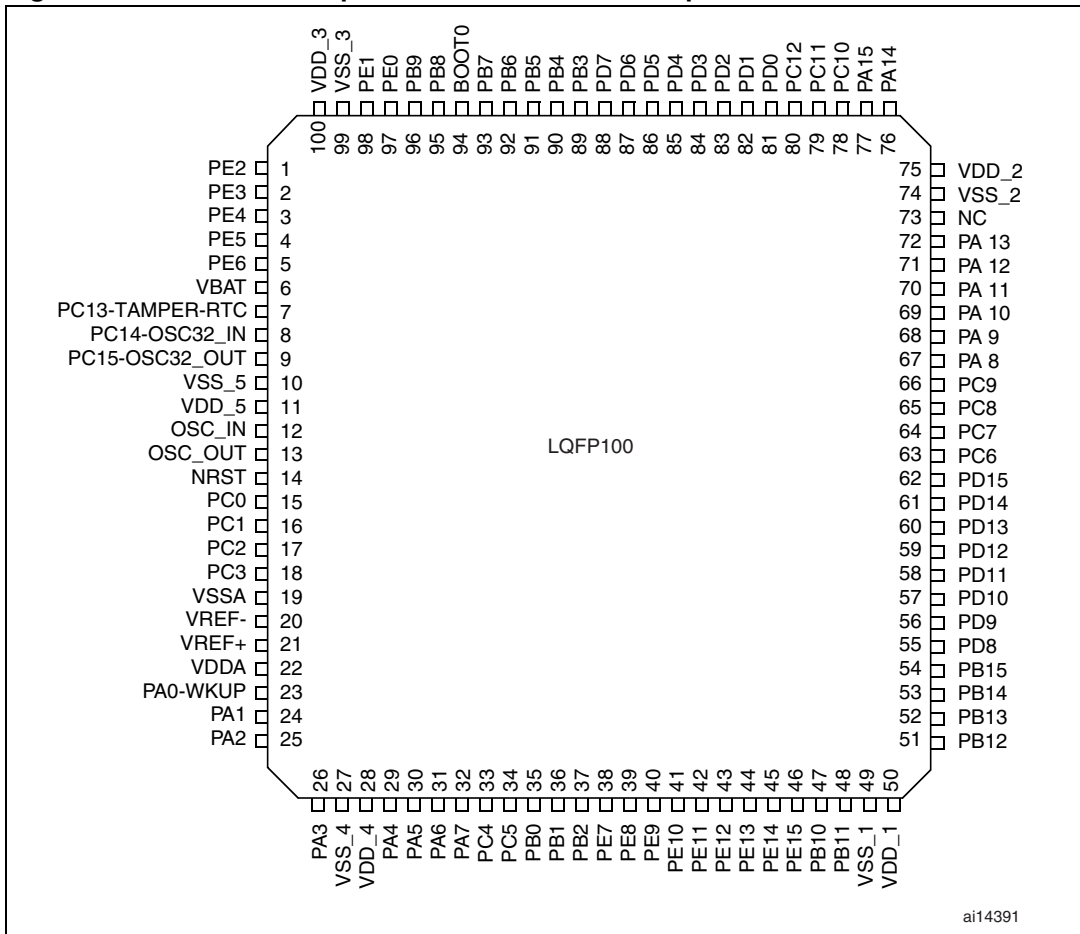 VDD_3 VSS_3 PE1 PE0 PB9 PB8 BOOT0 PB7 PB6 PB5 PB4 PB3 PD7 PD6 PD5 PD4 PD3 PD2 PD1 PD0 PC12 PC11 PC10 PA15 PA14
100 99 98 97 96 95 94 93 92 91 90 89 88 87 86 85 84 83 82 81 80 79 78 77 76
PE2 1 75 VDD_2
PE3 2 74 VSS_2
PE4 3 73 NC
PE5 4 72 PA 13
PE6 5 71 PA 12
VBAT 6 70 PA 11
PC13-TAMPER-RTC 7 69 PA 10
PC14-OSC32_IN 8 68 PA 9
PC15-OSC32_OUT 9 67 PA 8
VSS_5 10 66 PC9
VDD_5 11 65 PC8
OSC_IN 12 64 PC7
OSC_OUT 13 LQFP100 63 PC6
NRST 14 62 PD15
PC0 15 61 PD14
PC1 16 60 PD13
PC2 17 59 PD12
PC3 18 58 PD11
VSSA 19 57 PD10
VREF- 20 56 PD9
VREF+ 21 55 PD8
VDDA 22 54 PB15
PA0-WKUP 23 53 PB14
PA1 24 52 PB13
PA2 25 51 PB12
26 27 28 29 30 31 32 33 34 35 36 37 38 39 40 41 42 43 44 45 46 47 48 49 50
PA3 VSS_4 VDD_4 PA4 PA5 PA6 PA7 PC4 PC5 PB0 PB1 PB2 PE7 PE8 PE9 PE10 PE11 PE12 PE13 PE14 PE15 PB10 PB11 VSS_1 VDD_1
ai14391